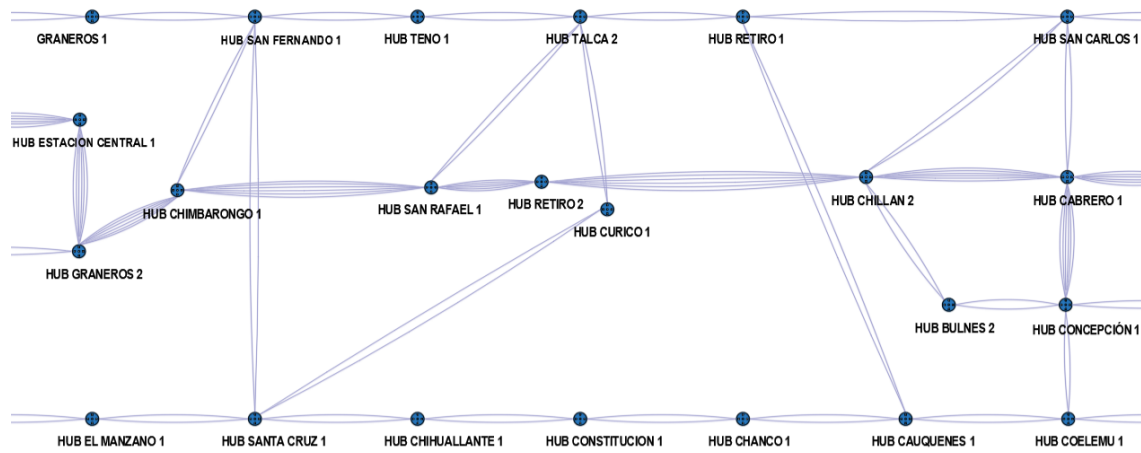 GRANEROS 1
HUB SAN FERNANDO 1
HUB TENO 1
HUB TALCA 2
HUB RETIRO 1
HUB SAN CARLOS 1
HUB ESTACION CENTRAL 1
HUB CHIMBARONGO 1
HUB SAN RAFAEL 1
HUB RETIRO 2
HUB CHILLAN 2
HUB CABRERO 1
HUB CURICO 1
HUB GRANEROS 2
HUB BULNES 2
HUB CONCEPCIÓN 1
HUB EL MANZANO 1
HUB SANTA CRUZ 1
HUB CHIHUALLANTE 1
HUB CONSTITUCION 1
HUB CHANCO 1
HUB CAUQUENES 1
HUB COELEMU 1